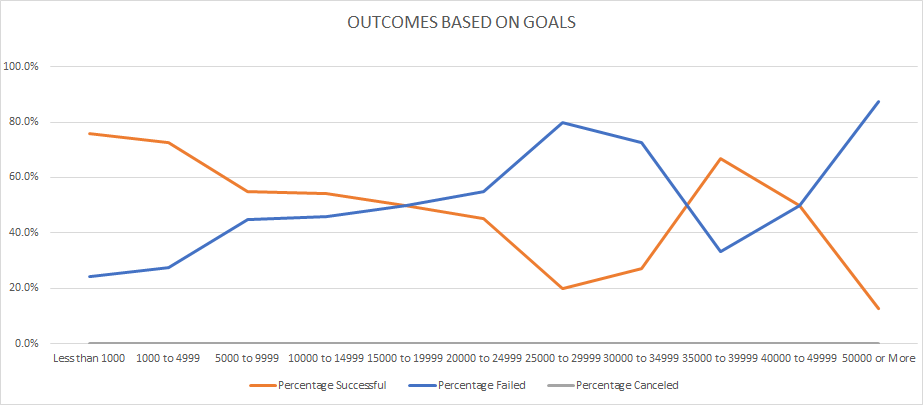 OUTCOMES BASED ON GOALS
100.0%
80.0%
60.0%
40.0%
20.0%
0.0%
Less than 1000 1000 to 4999 5000 to 9999 10000 to 14999 15000 to 19999 20000 to 24999 25000 to 29999 30000 to 34999 35000 to 39999 40000 to 49999 50000 or More
Percentage Successful Percentage Failed Percentage Canceled